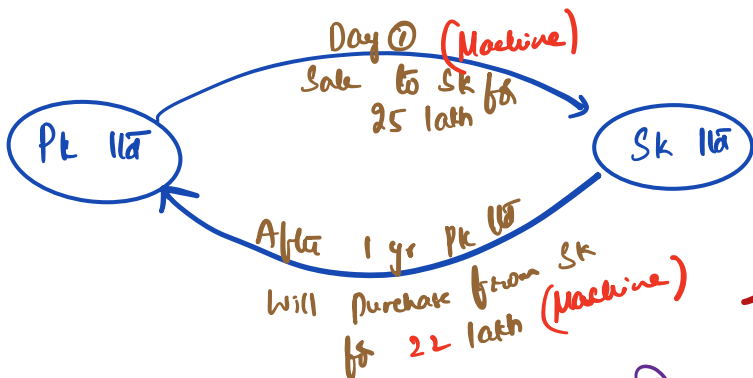 Day ① (Machine)
Sale to Sk for
25 lakh
Pk ltd
Sk ltd
After 1 yr Pk ltd
Will Purchase from Sk
for 22 lakh (Machine)